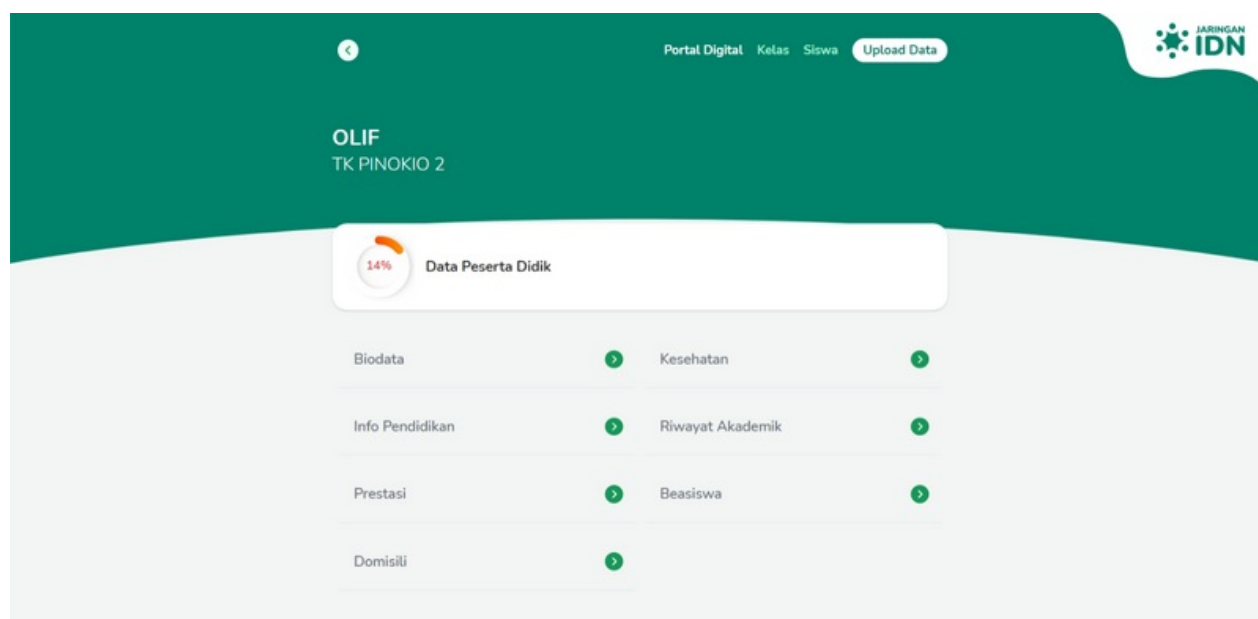 Portal Digital Kelas Siswa Upload Data
JARINGAN
IDN
OLIF
TK PINOKIO 2
14% Data Peserta Didik
Biodata
Kesehatan
Info Pendidikan
Riwayat Akademik
Prestasi
Beasiswa
Domisili